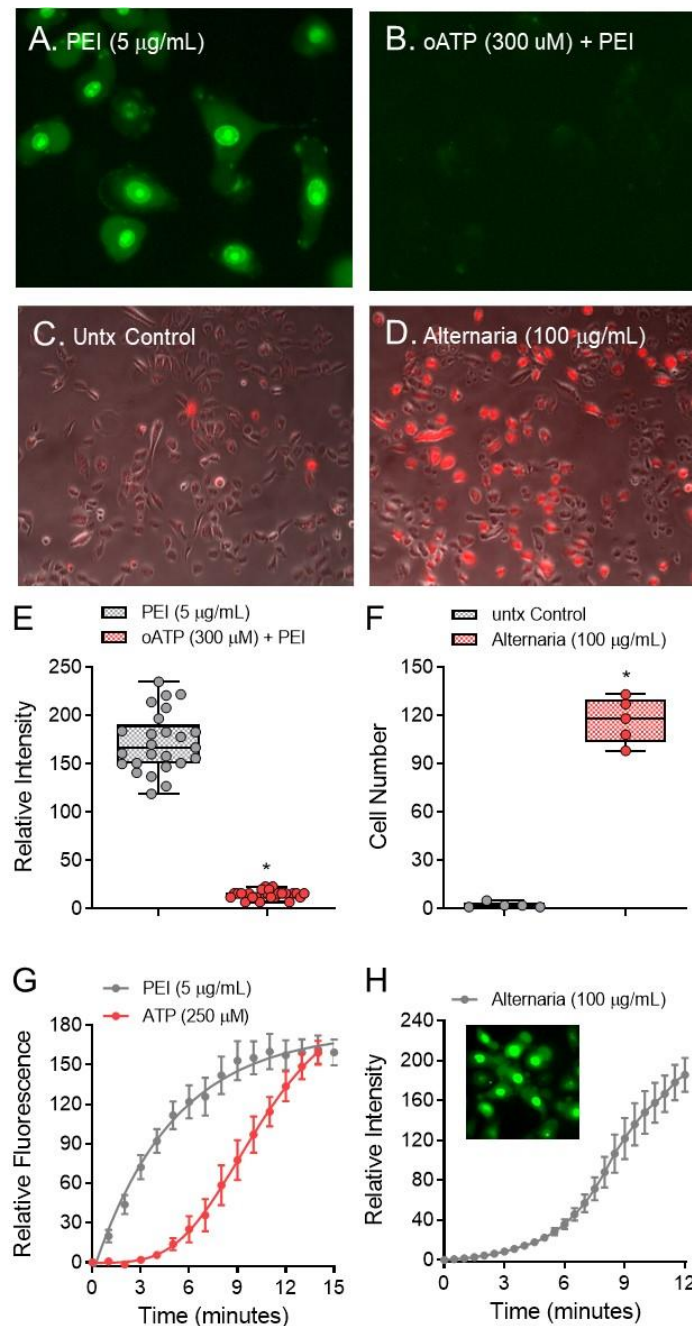 A. PEI (5 μg/mL)
B. oATP (300 uM) + PEI
C. Untx Control
D. Alternaria (100 μg/mL)
E
PEI (5 μg/mL)
oATP (300 μM) + PEI
250
200
150
100
50
0
Relative Intensity
*
F
untx Control
Alternaria (100 μg/mL)
150
120
90
60
30
0
Cell Number
*
G
PEI (5 μg/mL)
ATP (250 μM)
180
150
120
90
60
30
0
Relative Fluorescence
0 3 6 9 12 15
Time (minutes)
H
Alternaria (100 μg/mL)
240
200
160
120
80
40
0
Relative Intensity
0 3 6 9 12
Time (minutes)